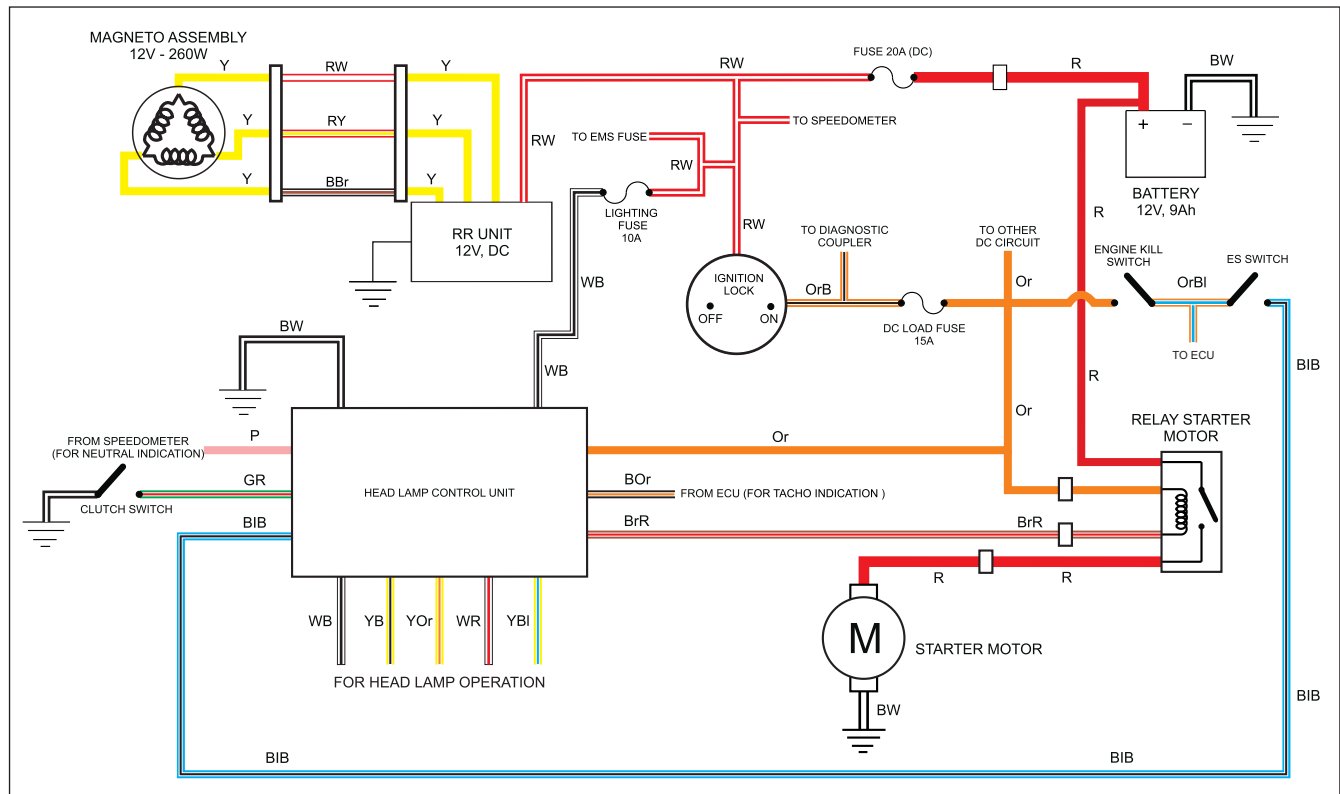 MAGNETO ASSEMBLY
12V - 260W
Y
RW
Y
Y
RY
Y
Y
BBr
Y
RR UNIT
12V, DC
RW
RW
FUSE 20A (DC)
R
BW
TO SPEEDOMETER
TO EMS FUSE
RW
LIGHTING
FUSE
10A
RW
+
−
BATTERY
12V, 9Ah
R
WB
IGNITION
LOCK
OFF
ON
TO DIAGNOSTIC
COUPLER
OrB
DC LOAD FUSE
15A
TO OTHER
DC CIRCUIT
Or
ENGINE KILL
SWITCH
ES SWITCH
OrBl
TO ECU
BlB
BW
WB
R
Or
RELAY STARTER
MOTOR
FROM SPEEDOMETER
(FOR NEUTRAL INDICATION)
P
Or
GR
CLUTCH SWITCH
HEAD LAMP CONTROL UNIT
BOr
FROM ECU (FOR TACHO INDICATION )
BlB
BrR
BrR
R
R
WB
YB
YOr
WR
YBl
FOR HEAD LAMP OPERATION
M
STARTER MOTOR
BW
BlB
BlB
BlB